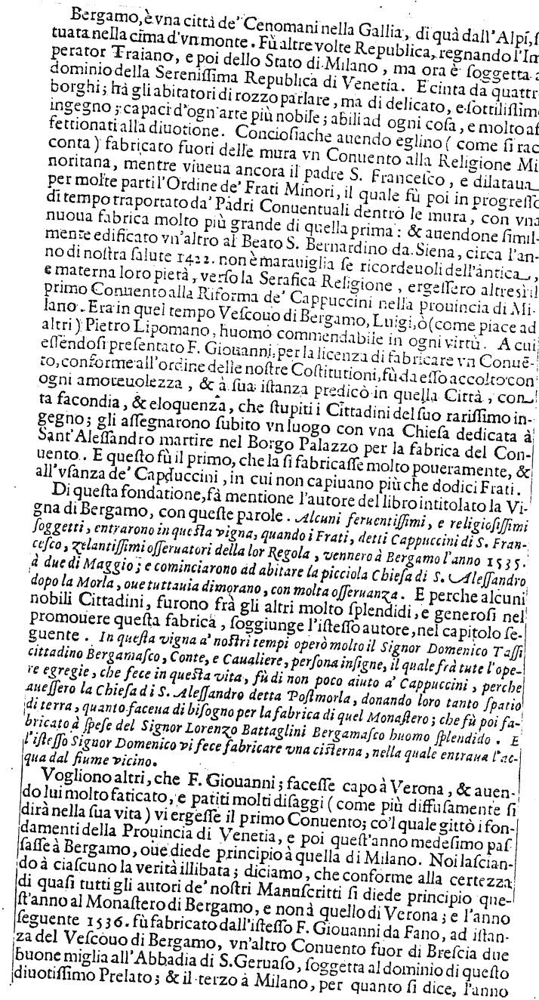 Bergamo, è vna città de' Cenomani nella Gallia, di quà dall'Alpi, ſ
tuata nella cima d'vn monte. Fù altre volte Republica, regnando l'Im
perator Traiano, e poi dello Stato di Milano, ma ora è ſoggetta a
dominio della Sereniſſima Republica di Venetia. E cinta da quattr
borghi; hà gli abitatori di rozzo parlare, ma di delicato, e ſottiliſſimo
ingegno; capaci d'ogn'arte più nobile; abili ad ogni coſa, e molto af
fettionati alla diuotione. Concioſiache auendo eglino ( come ſi rac
conta ) fabricato fuori delle mura vn Conuento alla Religione Mi
noritana, mentre viueua ancora il padre S. Franceſco, e dilataua
per molte parti l'Ordine de' Frati Minori, il quale fù poi in progreſſo
di tempo traportato da' Padri Conuentuali dentro le mura, con vna
nuoua fabrica molto più grande di quella prima: & auendone ſimil-
mente edificato vn'altro al Beato S. Bernardino da Siena, circa l'an-
no di noſtra ſalute 1422. non è marauiglia ſe ricordeuoli dell'àntica,
e materna loro pietà, verſo la Serafica Religione, ergeſſero altresì il
primo Conuento alla Riforma de' Cappuccini nella prouincia di Mi-
lano. Era in quel tempo Veſcouo di Bergamo, Luigi, ò (come piace ad
altri) Pietro Lipomano, huomo commendabile in ogni virtù. A cui
eſſendoſi preſentato F. Giouanni, per la licenza di fabricare vn Conuē-
to, conforme all'ordine delle noſtre Coſtitutioni, fù da eſſo accolto con
ogni amoreuolezza, & à ſua iſtanza predicò in quella Città, con
ta facondia, & eloquenza, che ſtupiti i Cittadini del ſuo rariſſimo in-
gegno; gli aſſegnarono ſubito vn luogo con vna Chieſa dedicata à
Sant'Aleſſandro martire nel Borgo Palazzo per la fabrica del Con-
uento. E queſto fù il primo, che la ſi fabricaſſe molto poueramente, &
all'vſanza de' Capduccini, in cui non capiuano più che dodici Frati.
Di queſta fondatione, fà mentione l'autore del libro intitolato la Vi-
gna di Bergamo, con queſte parole. Alcuni feruentiſſimi, e religioſiſſimi
ſoggetti, entrarono in queſta vigna, quando i Frati, detti Cappuccini di S. Fran-
ceſco, zelantiſſimi oſſeruatori della lor Regola, vennero à Bergamo l'anno 1535.
à due di Maggio; e cominciarono ad abitare la picciola Chieſa di S. Aleſſandro
dopo la Morla, oue tuttauia dimorano, con molta oſſeruanza. E perche alcuni
nobili Cittadini, furono frà gli altri molto ſplendidi, e generoſi nel
promouere queſta fabrica, ſoggiunge l'iſteſſo autore, nel capitolo ſe-
guente. In queſta vigna a' noſtri tempi operò molto il Signor Domenico Taſſi
cittadino Bergamaſco, Conte, e Caualiere, perſona inſigne, il quale frà tute l'ope-
re egregie, che fece in queſta vita, fù di non poco aiuto a' Cappuccini, perche
aueſſero la Chieſa di S. Aleſſandro detta Poſtmorla, donando loro tanto ſpatio
di terra, quanto faceua di biſogno per la fabrica di quel Monaſtero; che fù poi fa-
bricato à ſpeſe del Signor Lorenzo Battaglini Bergamaſco huomo ſplendido. E
l'iſteſſo Signor Domenico vi fece fabricare vna ciſterna, nella quale entraua l'ac-
qua dal fiume vicino.
Vogliono altri, che F. Giouanni; faceſſe capo à Verona, & auen-
do lui molto faticato, e patiti molti diſaggi ( come più diffuſamente ſi
dirà nella ſua vita) vi ergeſſe il primo Conuento; co'l quale gittò i fon-
damenti della Prouincia di Venetia, e poi queſt'anno medeſimo paſ
ſaſſe à Bergamo, oue diede principio à quella di Milano. Noi laſcian-
do à ciaſcuno la verità illibata; diciamo, che conforme alla certezza
di quaſi tutti gli autori de' noſtri Manuſcritti ſi diede principio que-
ſt'anno al Monaſtero di Bergamo, e non à quello di Verona; e l'anno
ſeguente 1536. fù fabricato dall'iſteſſo F. Giouanni da Fano, ad iſtan-
za del Veſcouo di Bergamo, vn'altro Conuento fuor di Breſcia due
buone miglia all'Abbadia di S. Geruaſo, ſoggetta al dominio di queſto
diuotiſſimo Prelato; & il terzo à Milano, per quanto ſi dice, l'anno